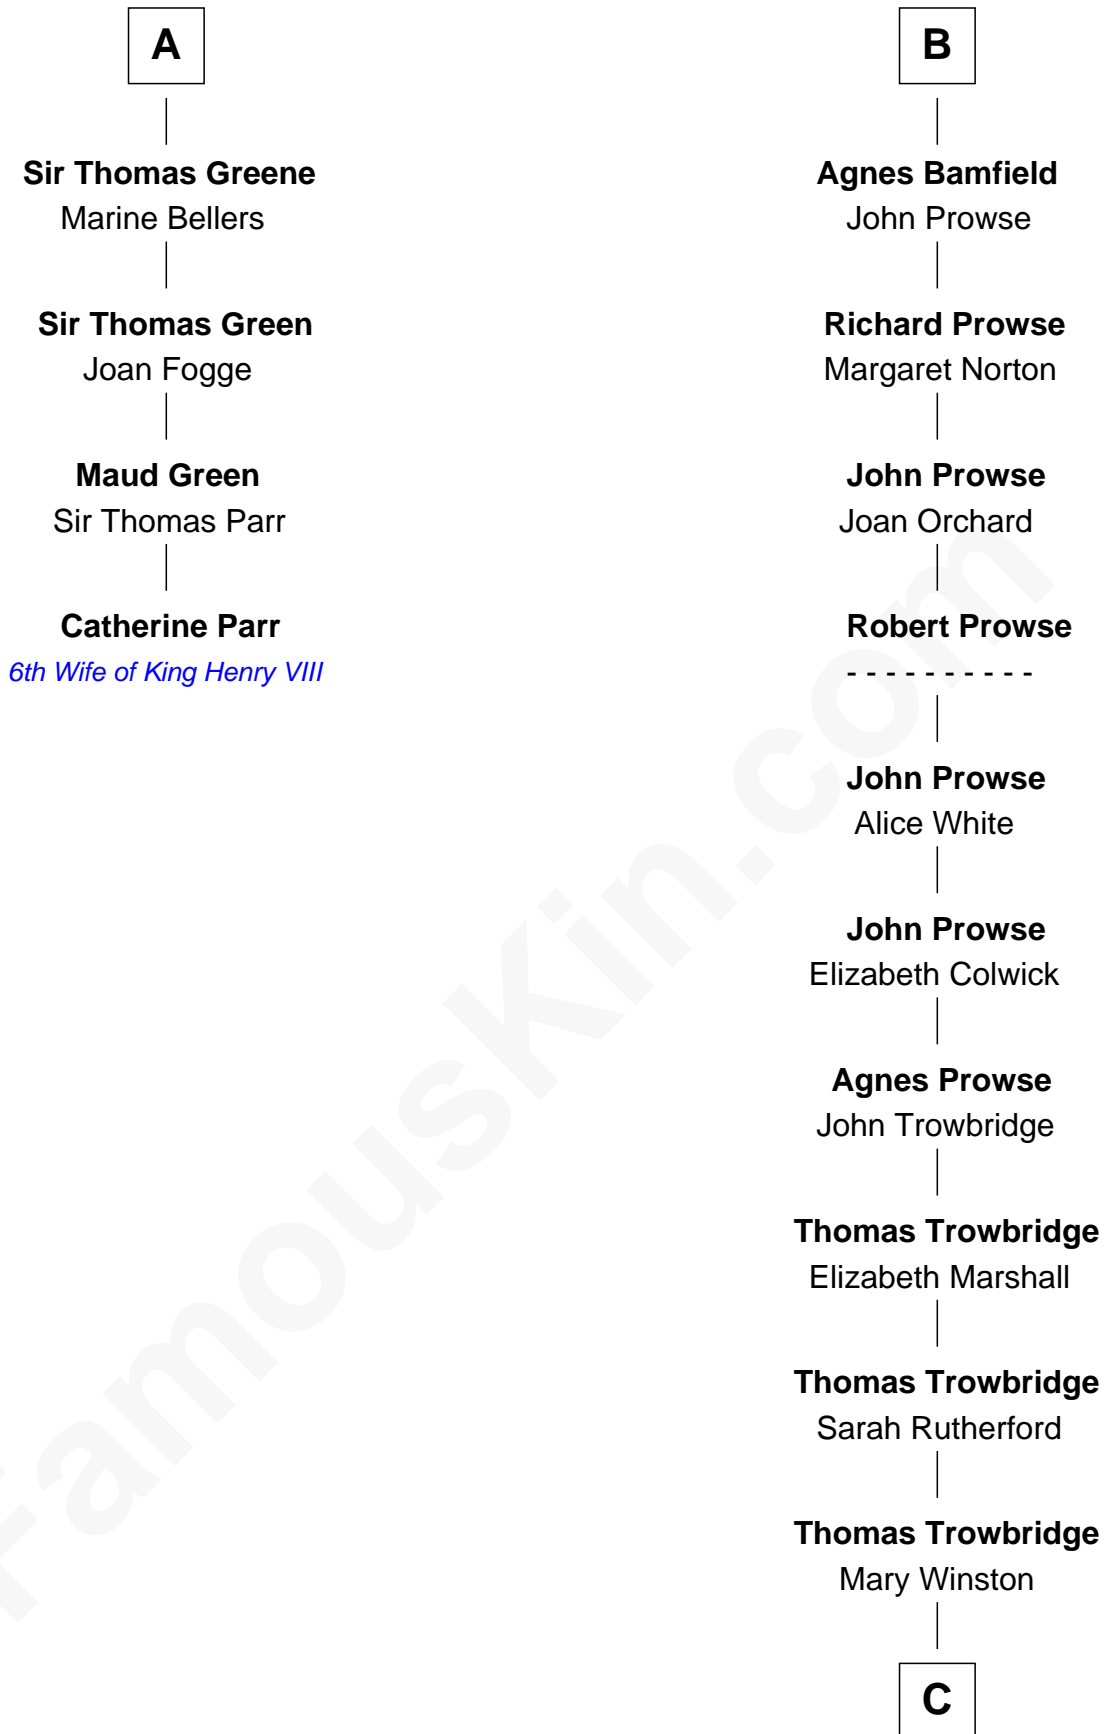 A
Sir Thomas Greene
Marine Bellers
Sir Thomas Green
Joan Fogge
Maud Green
Sir Thomas Parr
Catherine Parr
6th Wife of King Henry VIII
B
Agnes Bamfield
John Prowse
Richard Prowse
Margaret Norton
John Prowse
Joan Orchard
Robert Prowse
- - - - - - - - - -
John Prowse
Alice White
John Prowse
Elizabeth Colwick
Agnes Prowse
John Trowbridge
Thomas Trowbridge
Elizabeth Marshall
Thomas Trowbridge
Sarah Rutherford
Thomas Trowbridge
Mary Winston
C
FamousKin.com